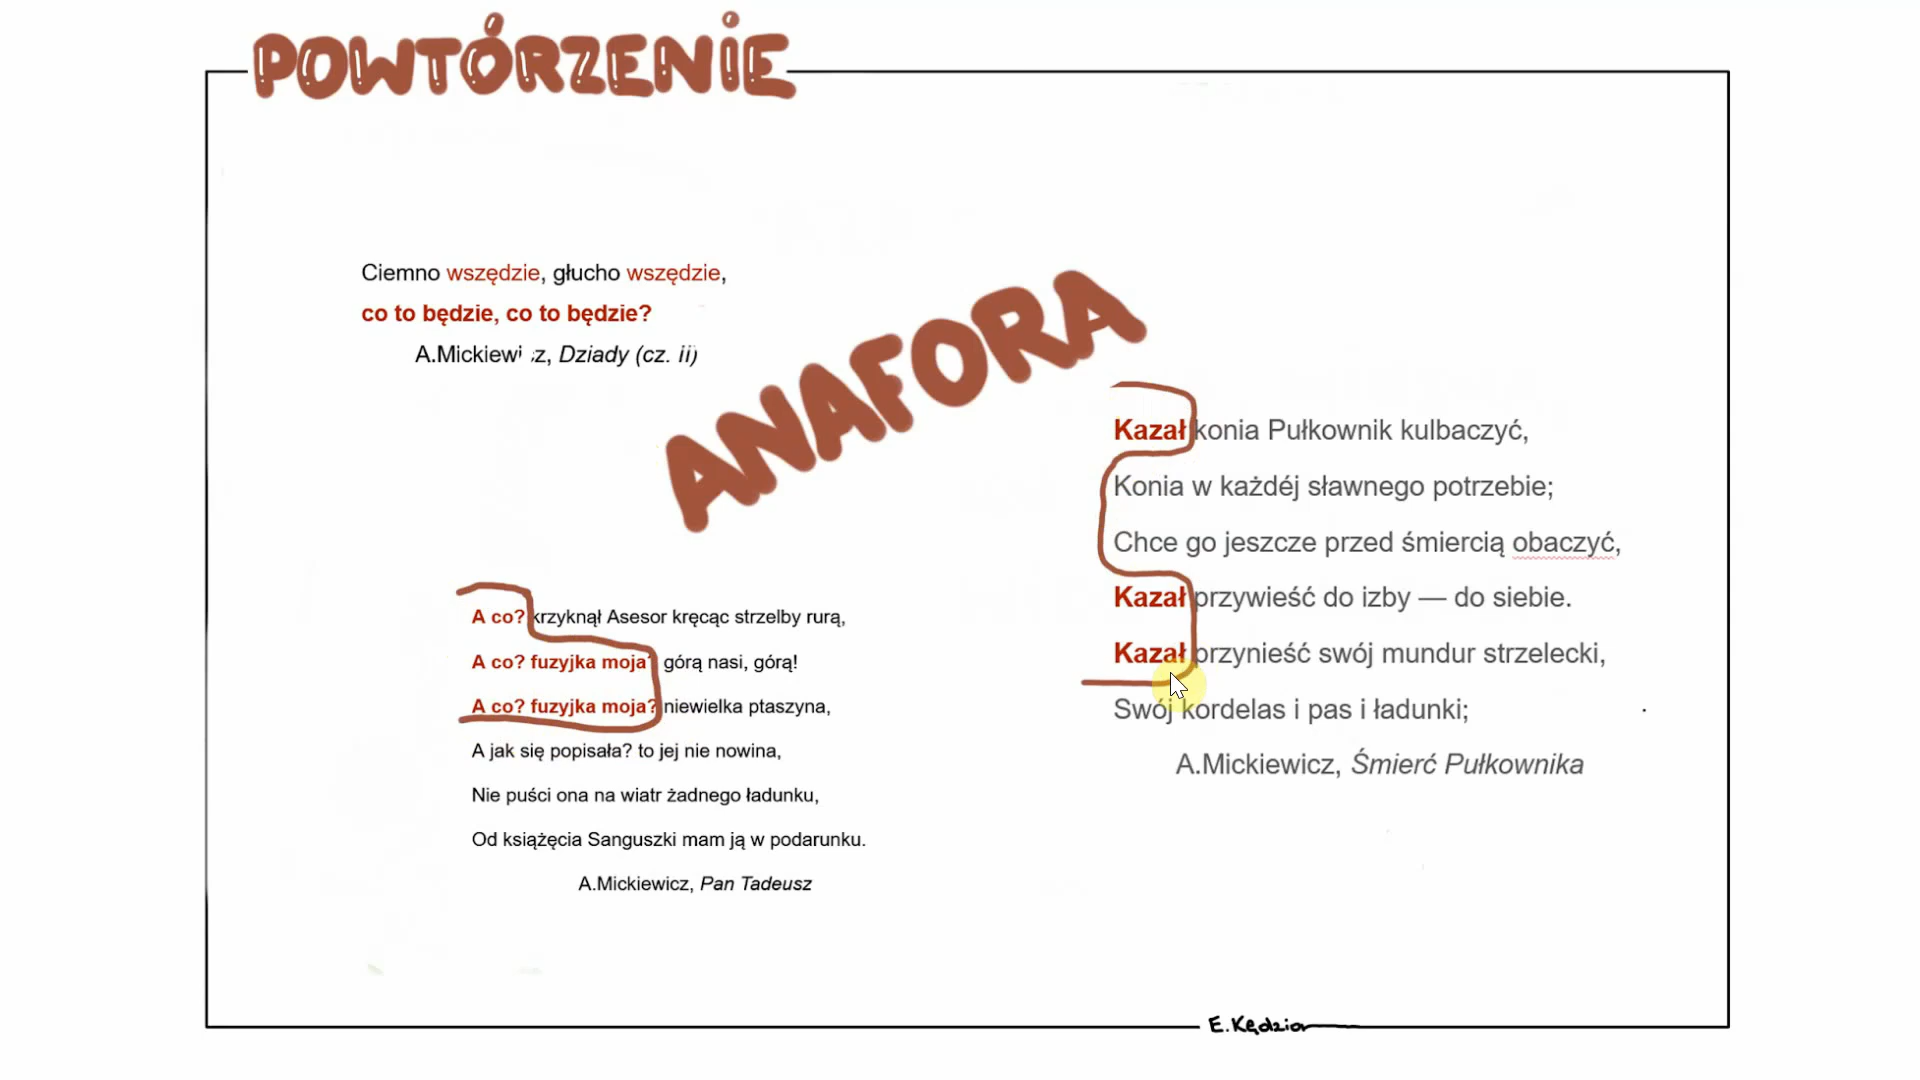 POWTÓRZENIE
Ciemno wszędzie, głucho wszędzie,
co to będzie, co to będzie?
A.Mickiewicz, Dziady (cz. ii)
ANAFORA
A co? krzyknął Asesor kręcąc strzelby rurą,
A co? fuzyjka moja? górą nasi, górą!
A co? fuzyjka moja? niewielka ptaszyna,
A jak się popisała? to jej nie nowina,
Nie puści ona na wiatr żadnego ładunku,
Od książęcia Sanguszki mam ją w podarunku.
A.Mickiewicz, Pan Tadeusz
Kazał konia Pułkownik kulbaczyć,
Konia w każdéj sławnego potrzebie;
Chce go jeszcze przed śmiercią obaczyć,
Kazał przywieść do izby — do siebie.
Kazał przynieść swój mundur strzelecki,
Swój kordelas i pas i ładunki;
A.Mickiewicz, Śmierć Pułkownika
E.Kędzior